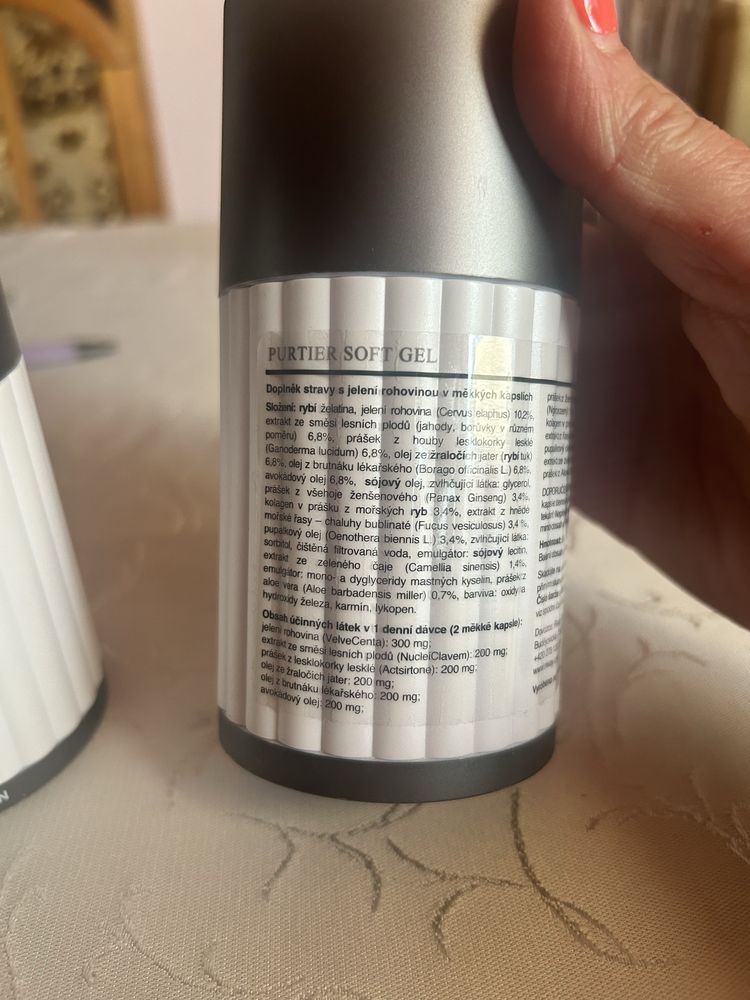 PURTIER SOFT GEL
Doplněk stravy s jelení rohovinou v měkkých kapslích
Složení: rybí želatina, jelení rohovina (Cervus elaphus) 10,2%,
extrakt ze směsi lesních plodů (jahody, borůvky v různém
poměru) 6,8%, prášek z houby lesklokorky lesklé
(Ganoderma lucidum) 6,8%, olej ze žraločích jater (rybí tuk)
6,8%, olej z brutnáku lékařského (Borago officinalis L.) 6,8%,
avokádový olej 6,8%, sójový olej, zvlhčující látka: glycerol,
prášek z všehoje ženšenového (Panax Ginseng) 3,4%,
kolagen v prášku z mořských ryb 3,4%, extrakt z hnědé
mořské řasy – chaluhy bublinaté (Fucus vesiculosus) 3,4 %,
pupalkový olej (Oenothera biennis L.) 3,4%, zvlhčující látka:
sorbitol, čištěná filtrovaná voda, emulgátor: sójový lecitin,
extrakt ze zeleného čaje (Camellia sinensis) 1,4%,
emulgátor: mono- a dyglyceridy mastných kyselin, prášek z
aloe vera (Aloe barbadensis miller) 0,7%, barviva: oxidy a
hydroxidy železa, karmín, lykopen.
Obsah účinných látek v 1 denní dávce (2 měkké kapsle):
jelení rohovina (VelveCenta): 300 mg;
extrakt ze směsi lesních plodů (NucleiClavem): 200 mg;
prášek z lesklokorky lesklé (Actsirtone): 200 mg;
olej ze žraločích jater: 200 mg;
olej z brutnáku lékařského: 200 mg;
avokádový olej: 200 mg;